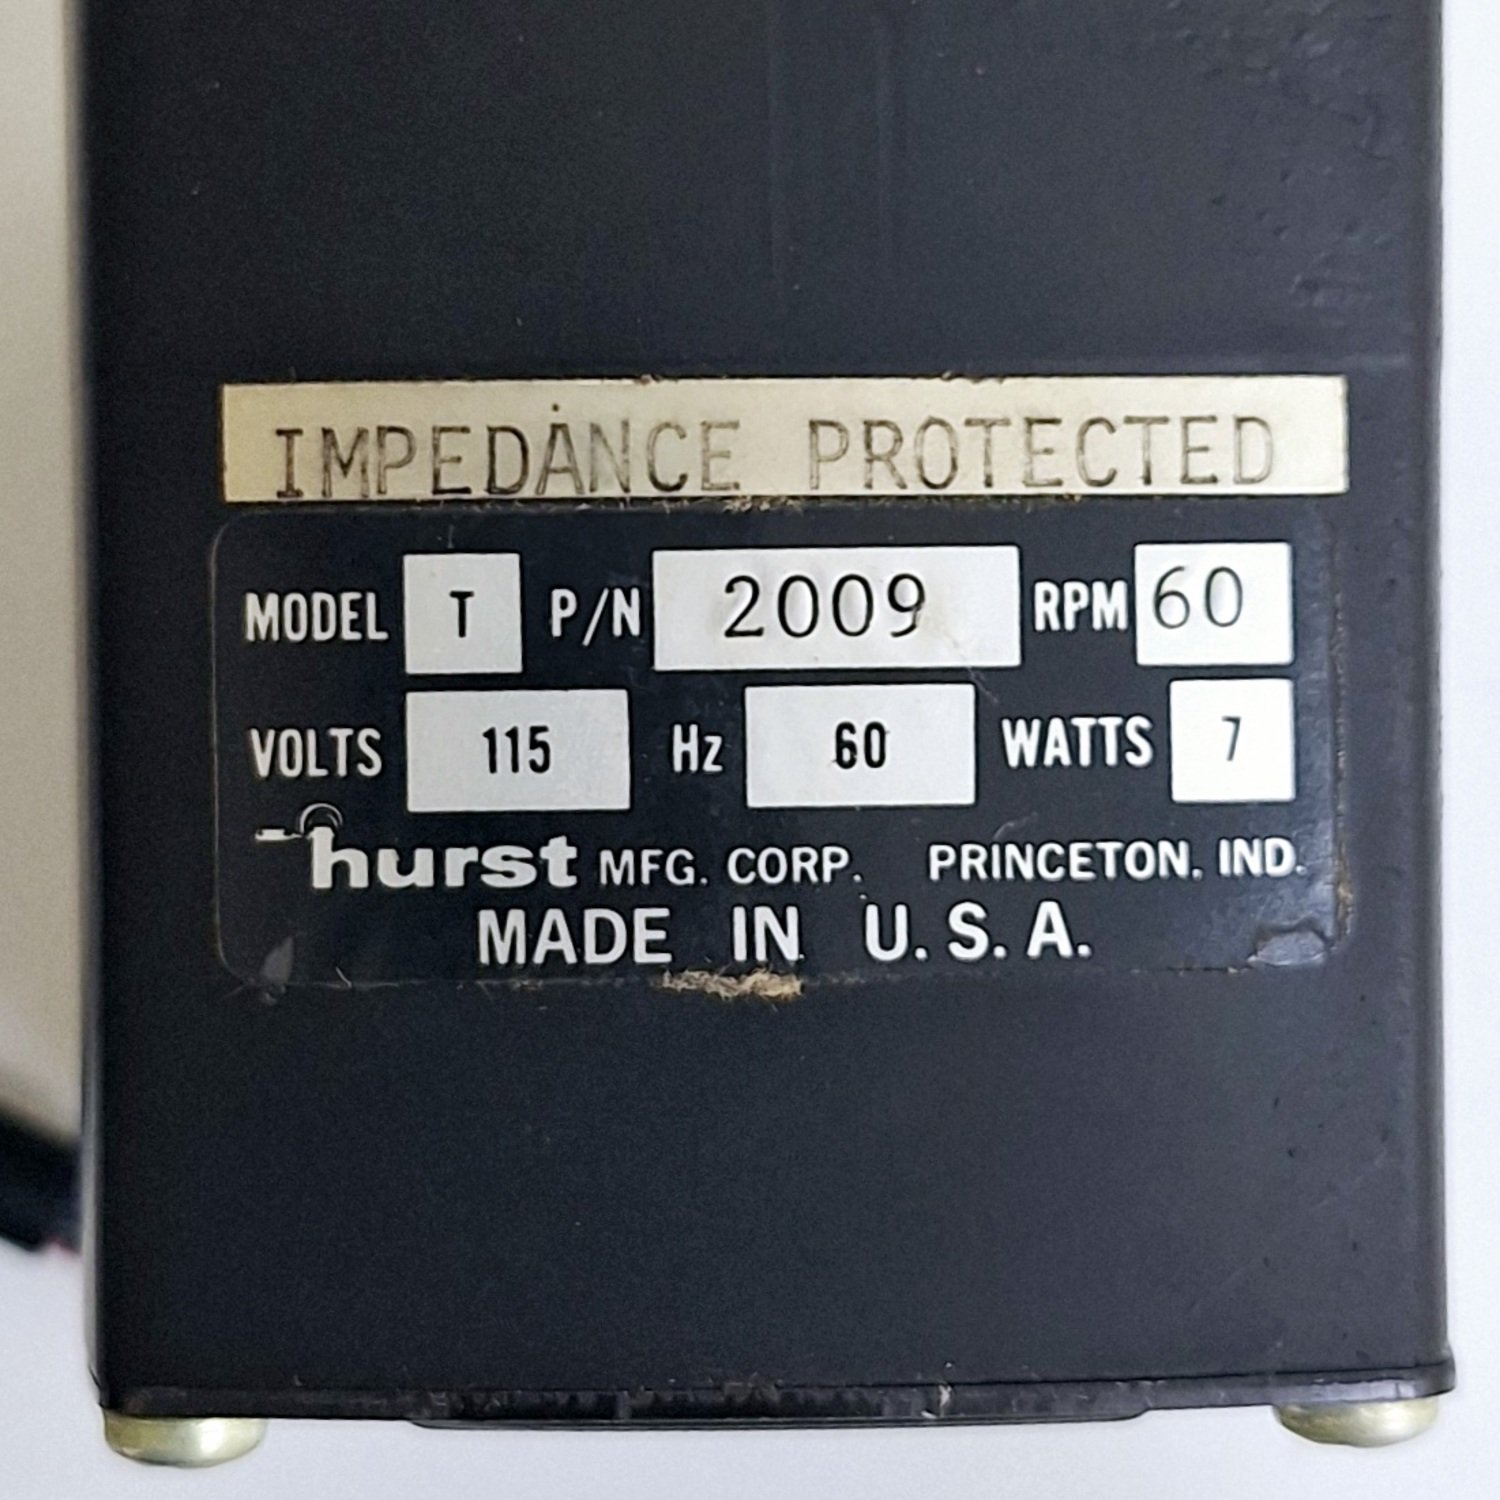 IMPEDANCE PROTECTED
MODEL T P/N 2009 RPM 60
VOLTS 115 Hz 60 WATTS 7
hurst MFG. CORP. PRINCETON. IND.
MADE IN U.S.A.